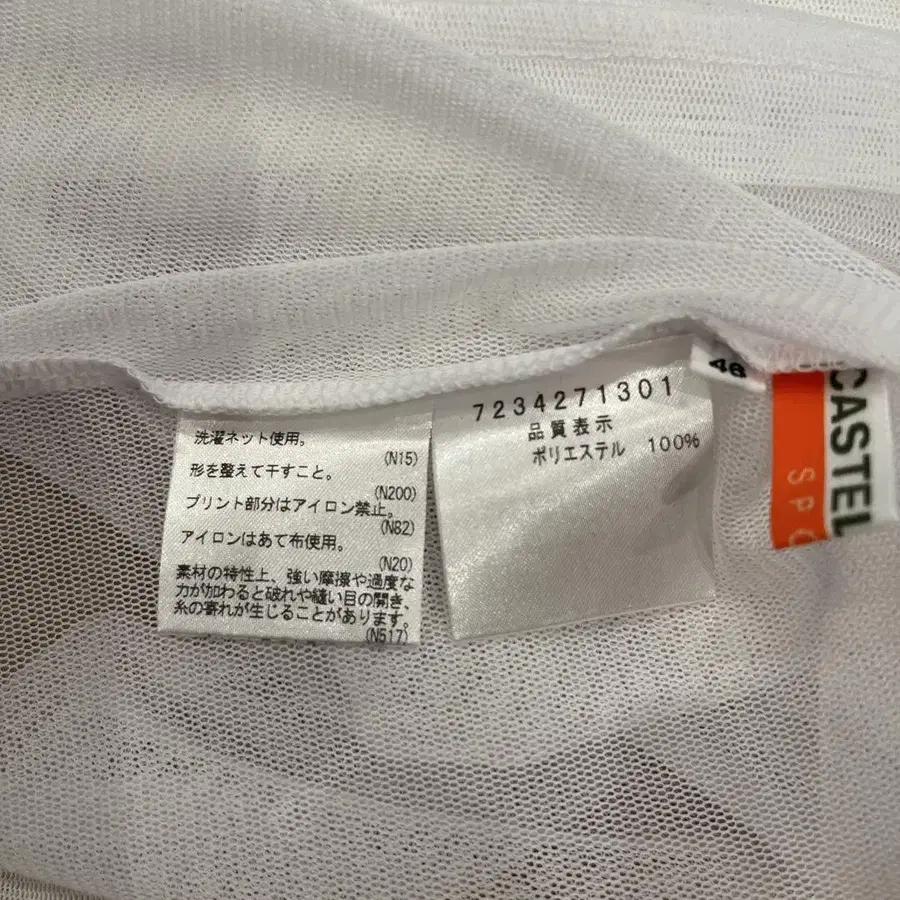 洗濯ネット使用。
(N15)
形を整えて干すこと。
(N200)
プリント部分はアイロン禁止。
(N82)
アイロンはあて布使用。
(N20)
素材の特性上、強い摩擦や過度な
力が加わると破れや縫い目の開き、
糸の寄れが生じることがあります。
(N517)
7234271301
品質表示
ポリエステル 100%
46
CASTEL
SPO